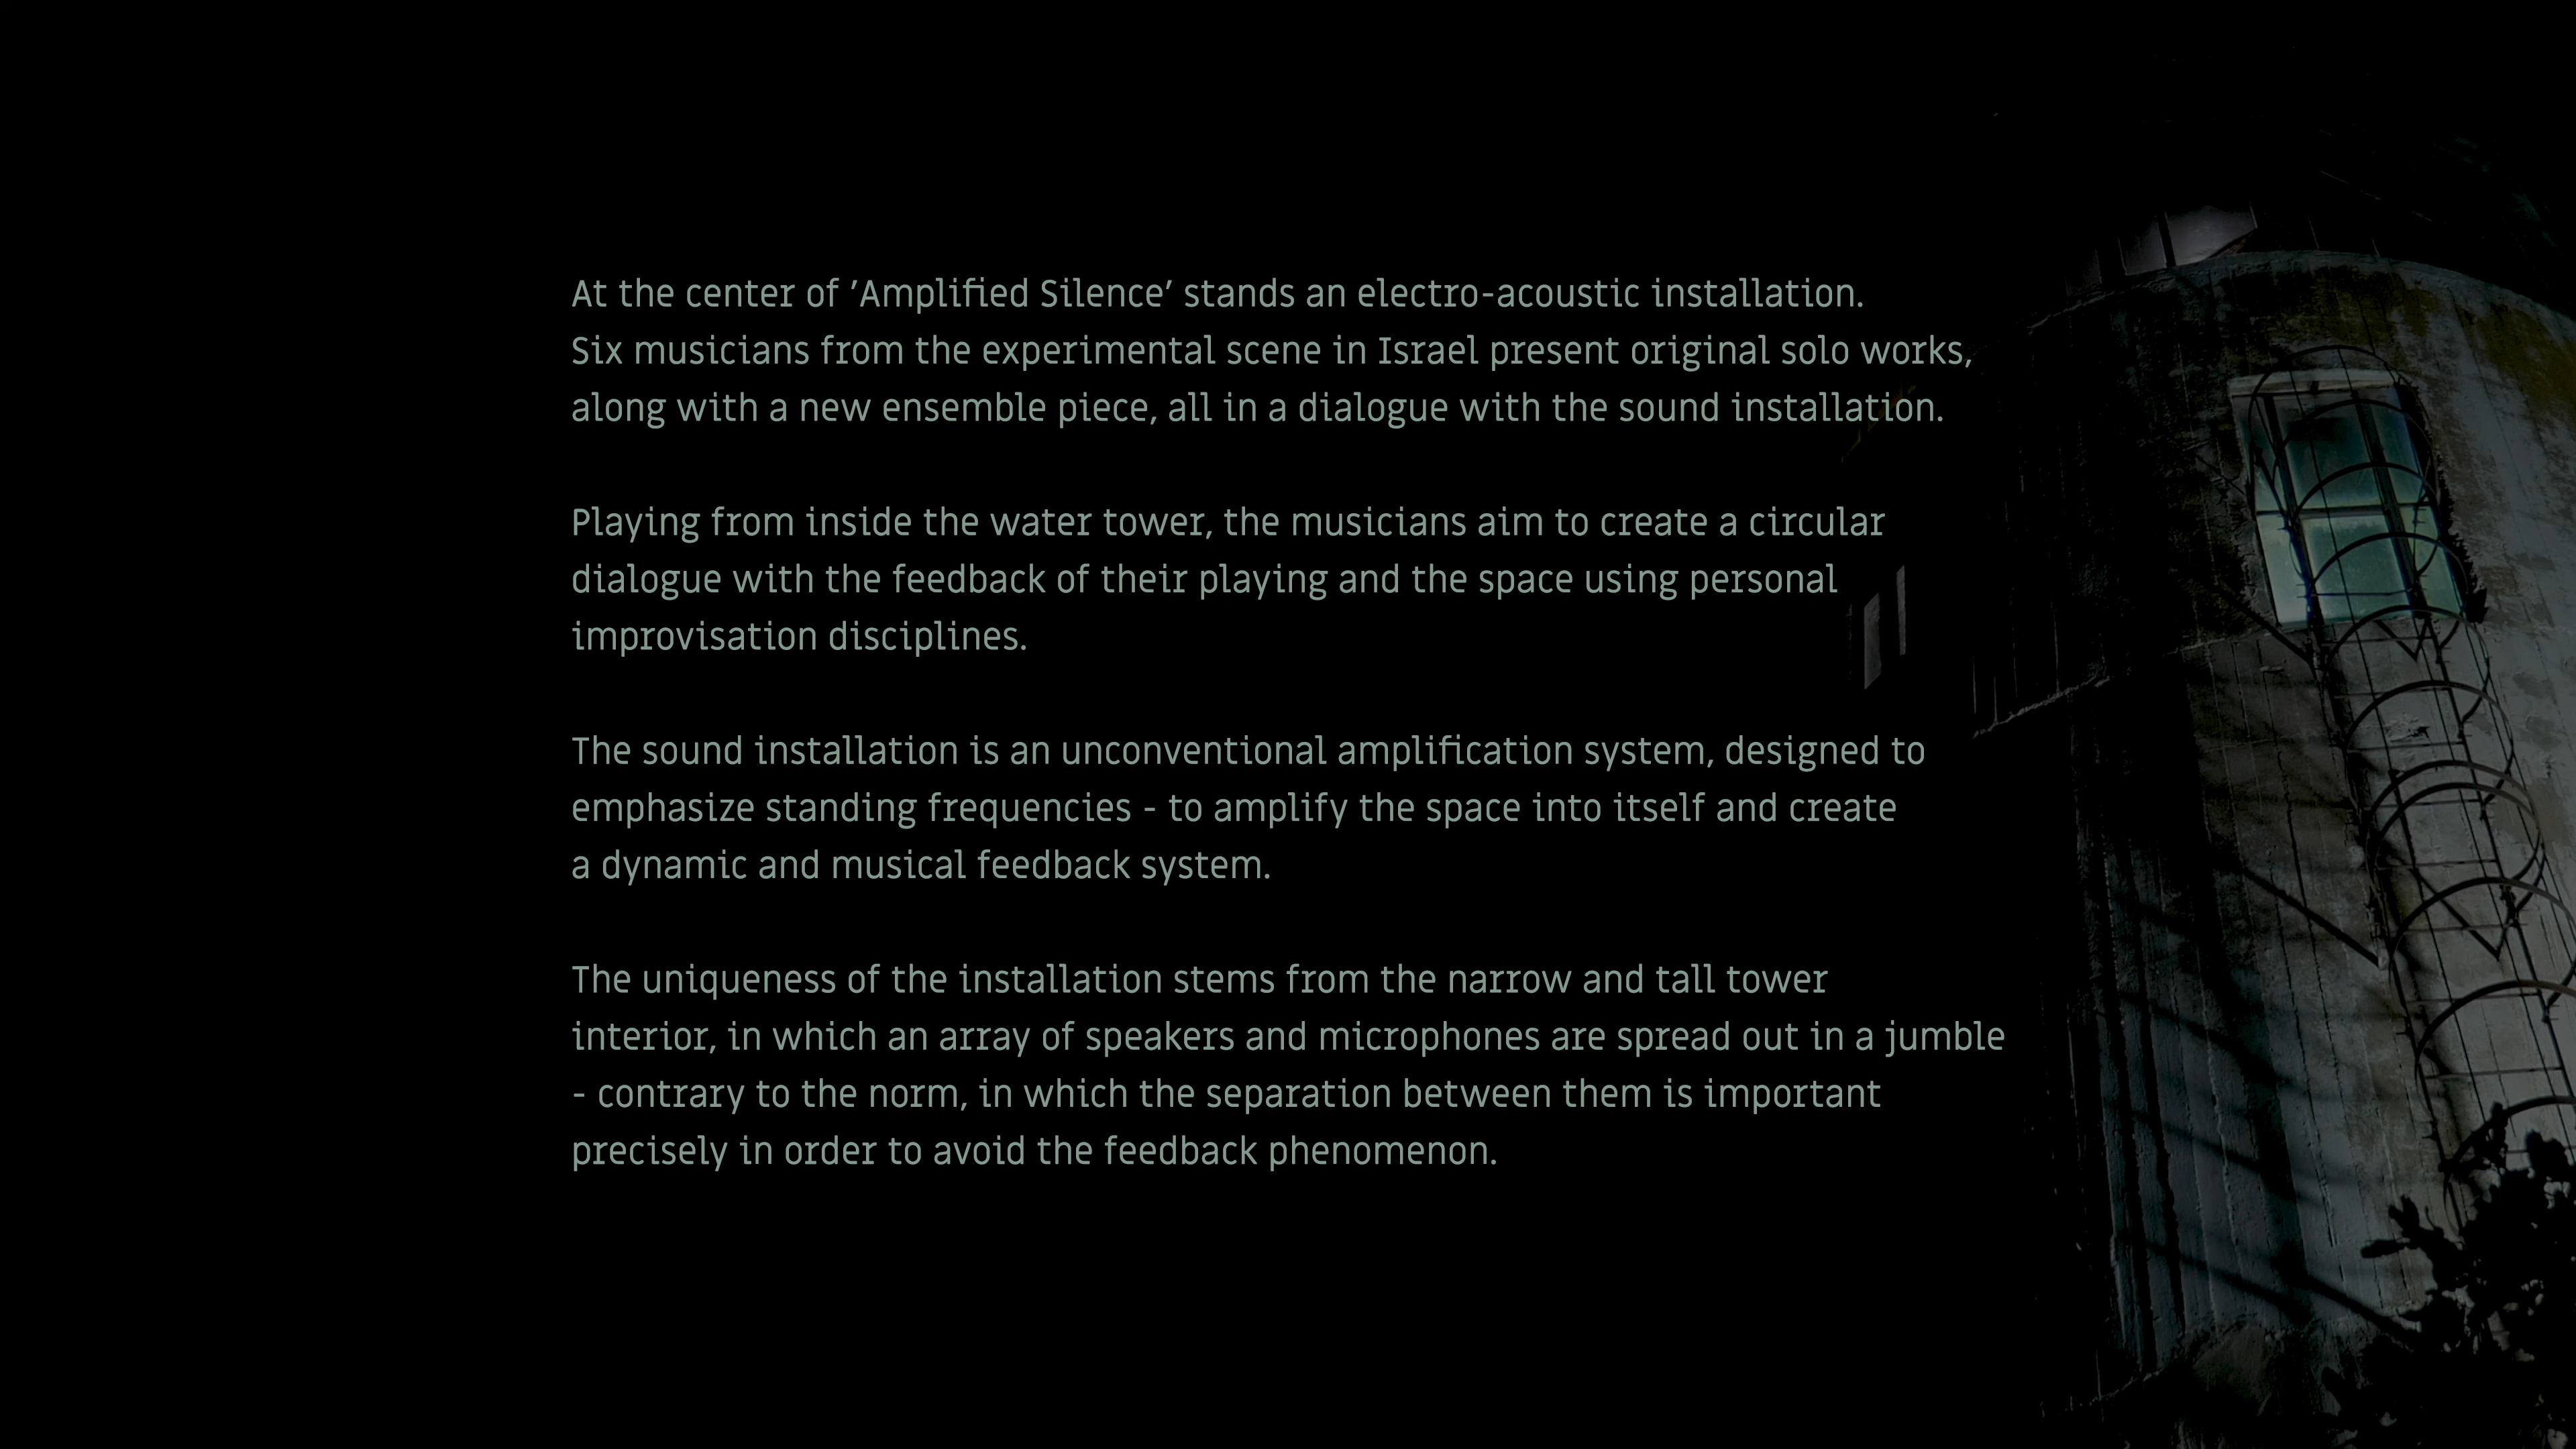 At the center of ’Amplified Silence’ stands an electro-acoustic installation.
Six musicians from the experimental scene in Israel present original solo works,
along with a new ensemble piece, all in a dialogue with the sound installation.
Playing from inside the water tower, the musicians aim to create a circular
dialogue with the feedback of their playing and the space using personal
improvisation disciplines.
The sound installation is an unconventional amplification system, designed to
emphasize standing frequencies - to amplify the space into itself and create
a dynamic and musical feedback system.
The uniqueness of the installation stems from the narrow and tall tower
interior, in which an array of speakers and microphones are spread out in a jumble
- contrary to the norm, in which the separation between them is important
precisely in order to avoid the feedback phenomenon.